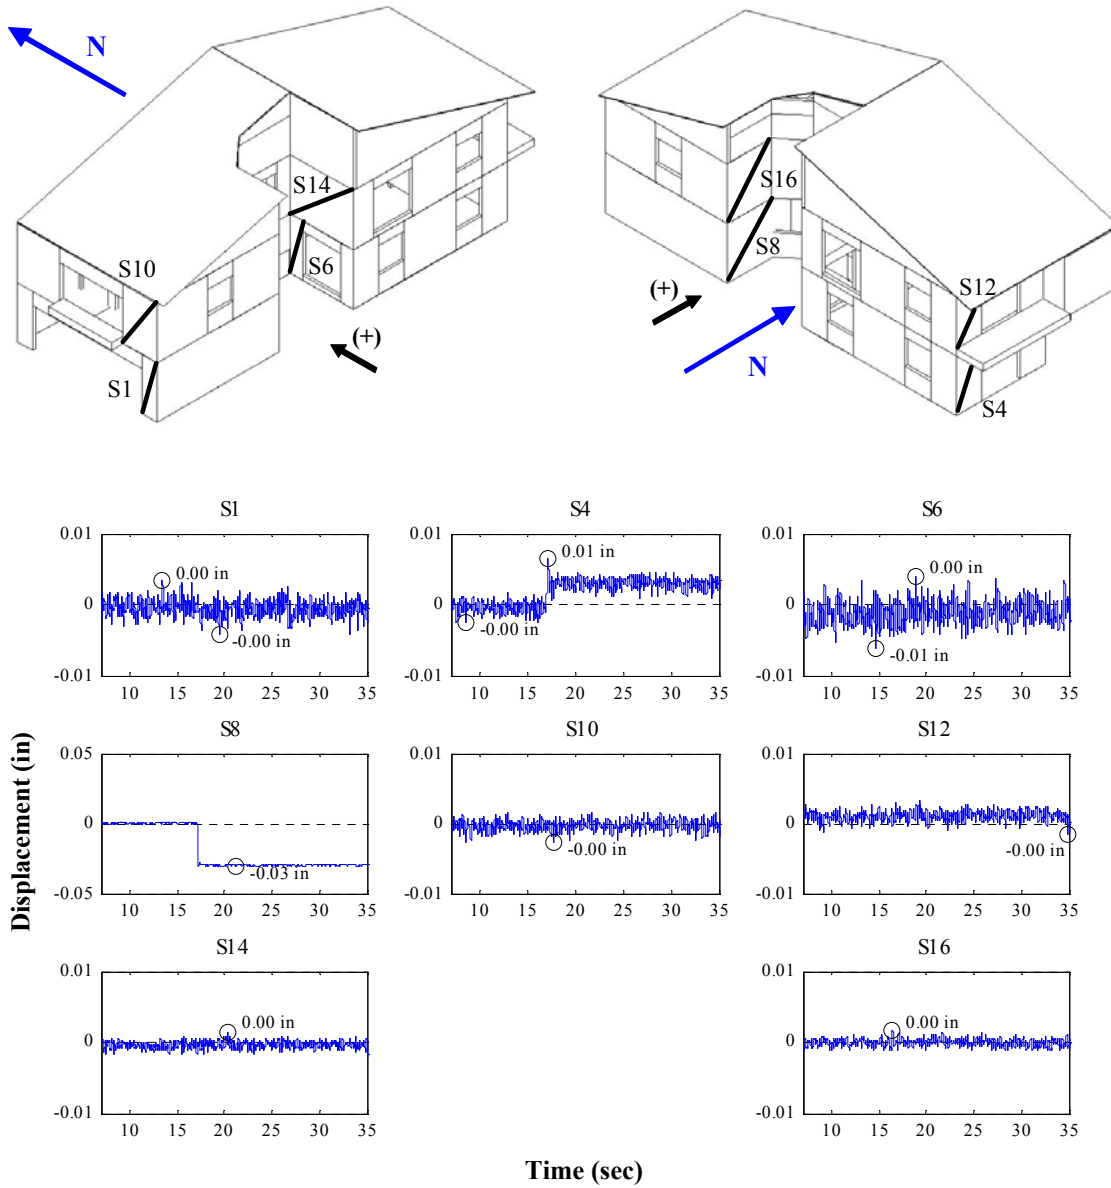 N
S14
S10
S6
(+)
S1
S16
S8
S12
(+)
N
S4
S1
0.01
0
-0.01
0.00 in
-0.00 in
10 15 20 25 30 35
S4
0.01
0
-0.01
0.01 in
-0.00 in
10 15 20 25 30 35
S6
0.01
0
-0.01
0.00 in
-0.01 in
10 15 20 25 30 35
S8
0.05
0
-0.05
-0.03 in
10 15 20 25 30 35
S10
0.01
0
-0.01
-0.00 in
10 15 20 25 30 35
S12
0.01
0
-0.01
-0.00 in
10 15 20 25 30 35
S14
0.01
0
-0.01
0.00 in
10 15 20 25 30 35
S16
0.01
0
-0.01
0.00 in
10 15 20 25 30 35
Displacement (in)
Time (sec)